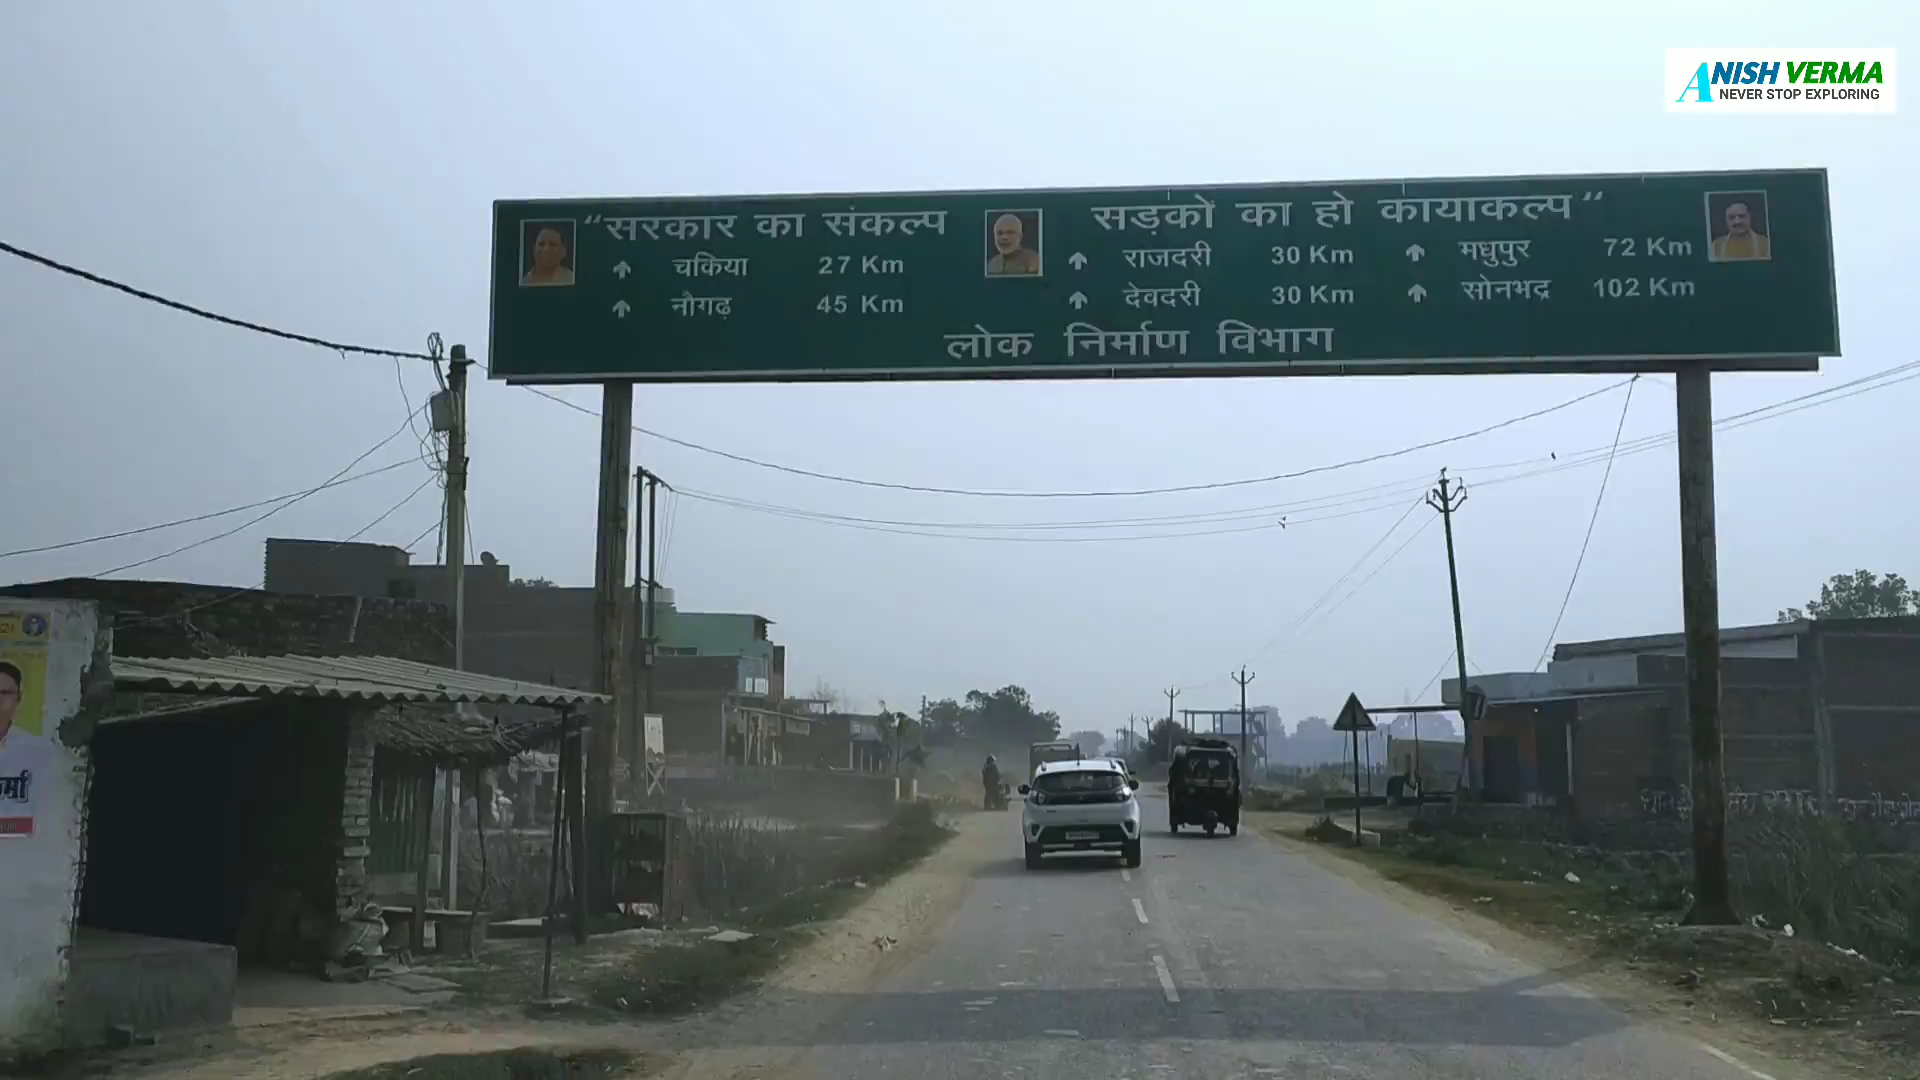 ANISH VERMA
NEVER STOP EXPLORING
“सरकार का संकल्प सड़कों का हो कायाकल्प“
चकिया 27 Km राजदरी 30 Km मधुपुर 72 Km
नौगढ़ 45 Km देवदरी 30 Km सोनभद्र 102 Km
लोक निर्माण विभाग